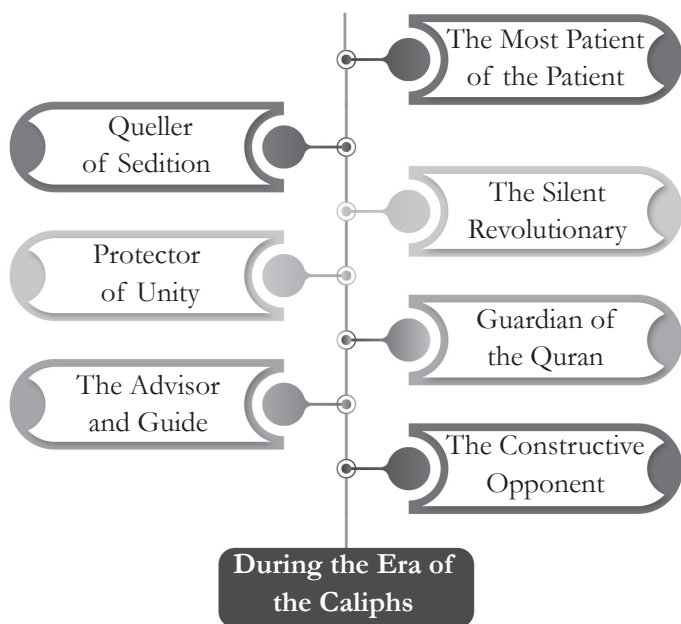 The Most Patient
of the Patient
Queller
of Sedition
The Silent
Revolutionary
Protector
of Unity
Guardian of
the Quran
The Advisor
and Guide
The Constructive
Opponent
During the Era of
the Caliphs